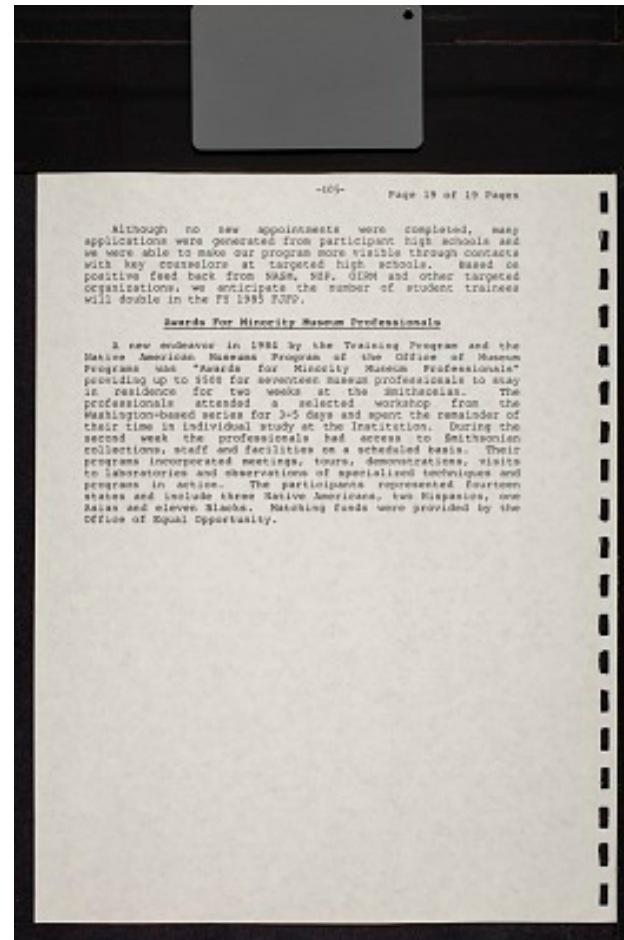 -105-
Page 19 of 19 Pages
Although no new appointments were completed, many
applications were generated from participant high schools and
we were able to make our program more visible through contacts
with key counselors at targeted high schools. Based on
positive feed back from NASM, NSP, OIRM and other targeted
organizations, we anticipate the number of student trainees
will double in the FY 1985
Awards For Minority Museum Professionals
A new endeavor in 1984 by the Training Program and the
Native American Museums Program of the Office of Museum
Programs was "Awards for Minority Museum Professionals"
providing up to $500 for seventeen museum professionals to stay
in residence for two weeks at the Smithsonian. The
professionals attended a selected workshop from the
Washington-based series for 3-5 days and spent the remainder of
their time in individual study at the Institution. During the
second week the professionals had access to Smithsonian
collections, staff and facilities on a scheduled basis. Their
programs incorporated meetings, tours, demonstrations, visits
to laboratories and observations of specialized techniques and
programs in action. The participants represented fourteen
states and include three Native Americans, two Hispanics, one
Asian and eleven Blacks. Matching funds were provided by the
Office of Equal Opportunity.